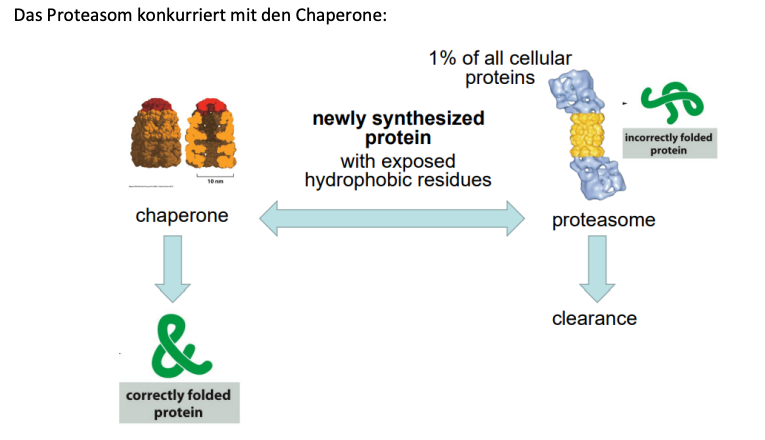 Das Proteasom konkurriert mit den Chaperone:
1% of all cellular
proteins
newly synthesized
protein
with exposed
hydrophobic residues
incorrectly folded
protein
10 nm
chaperone
proteasome
clearance
correctly folded
protein